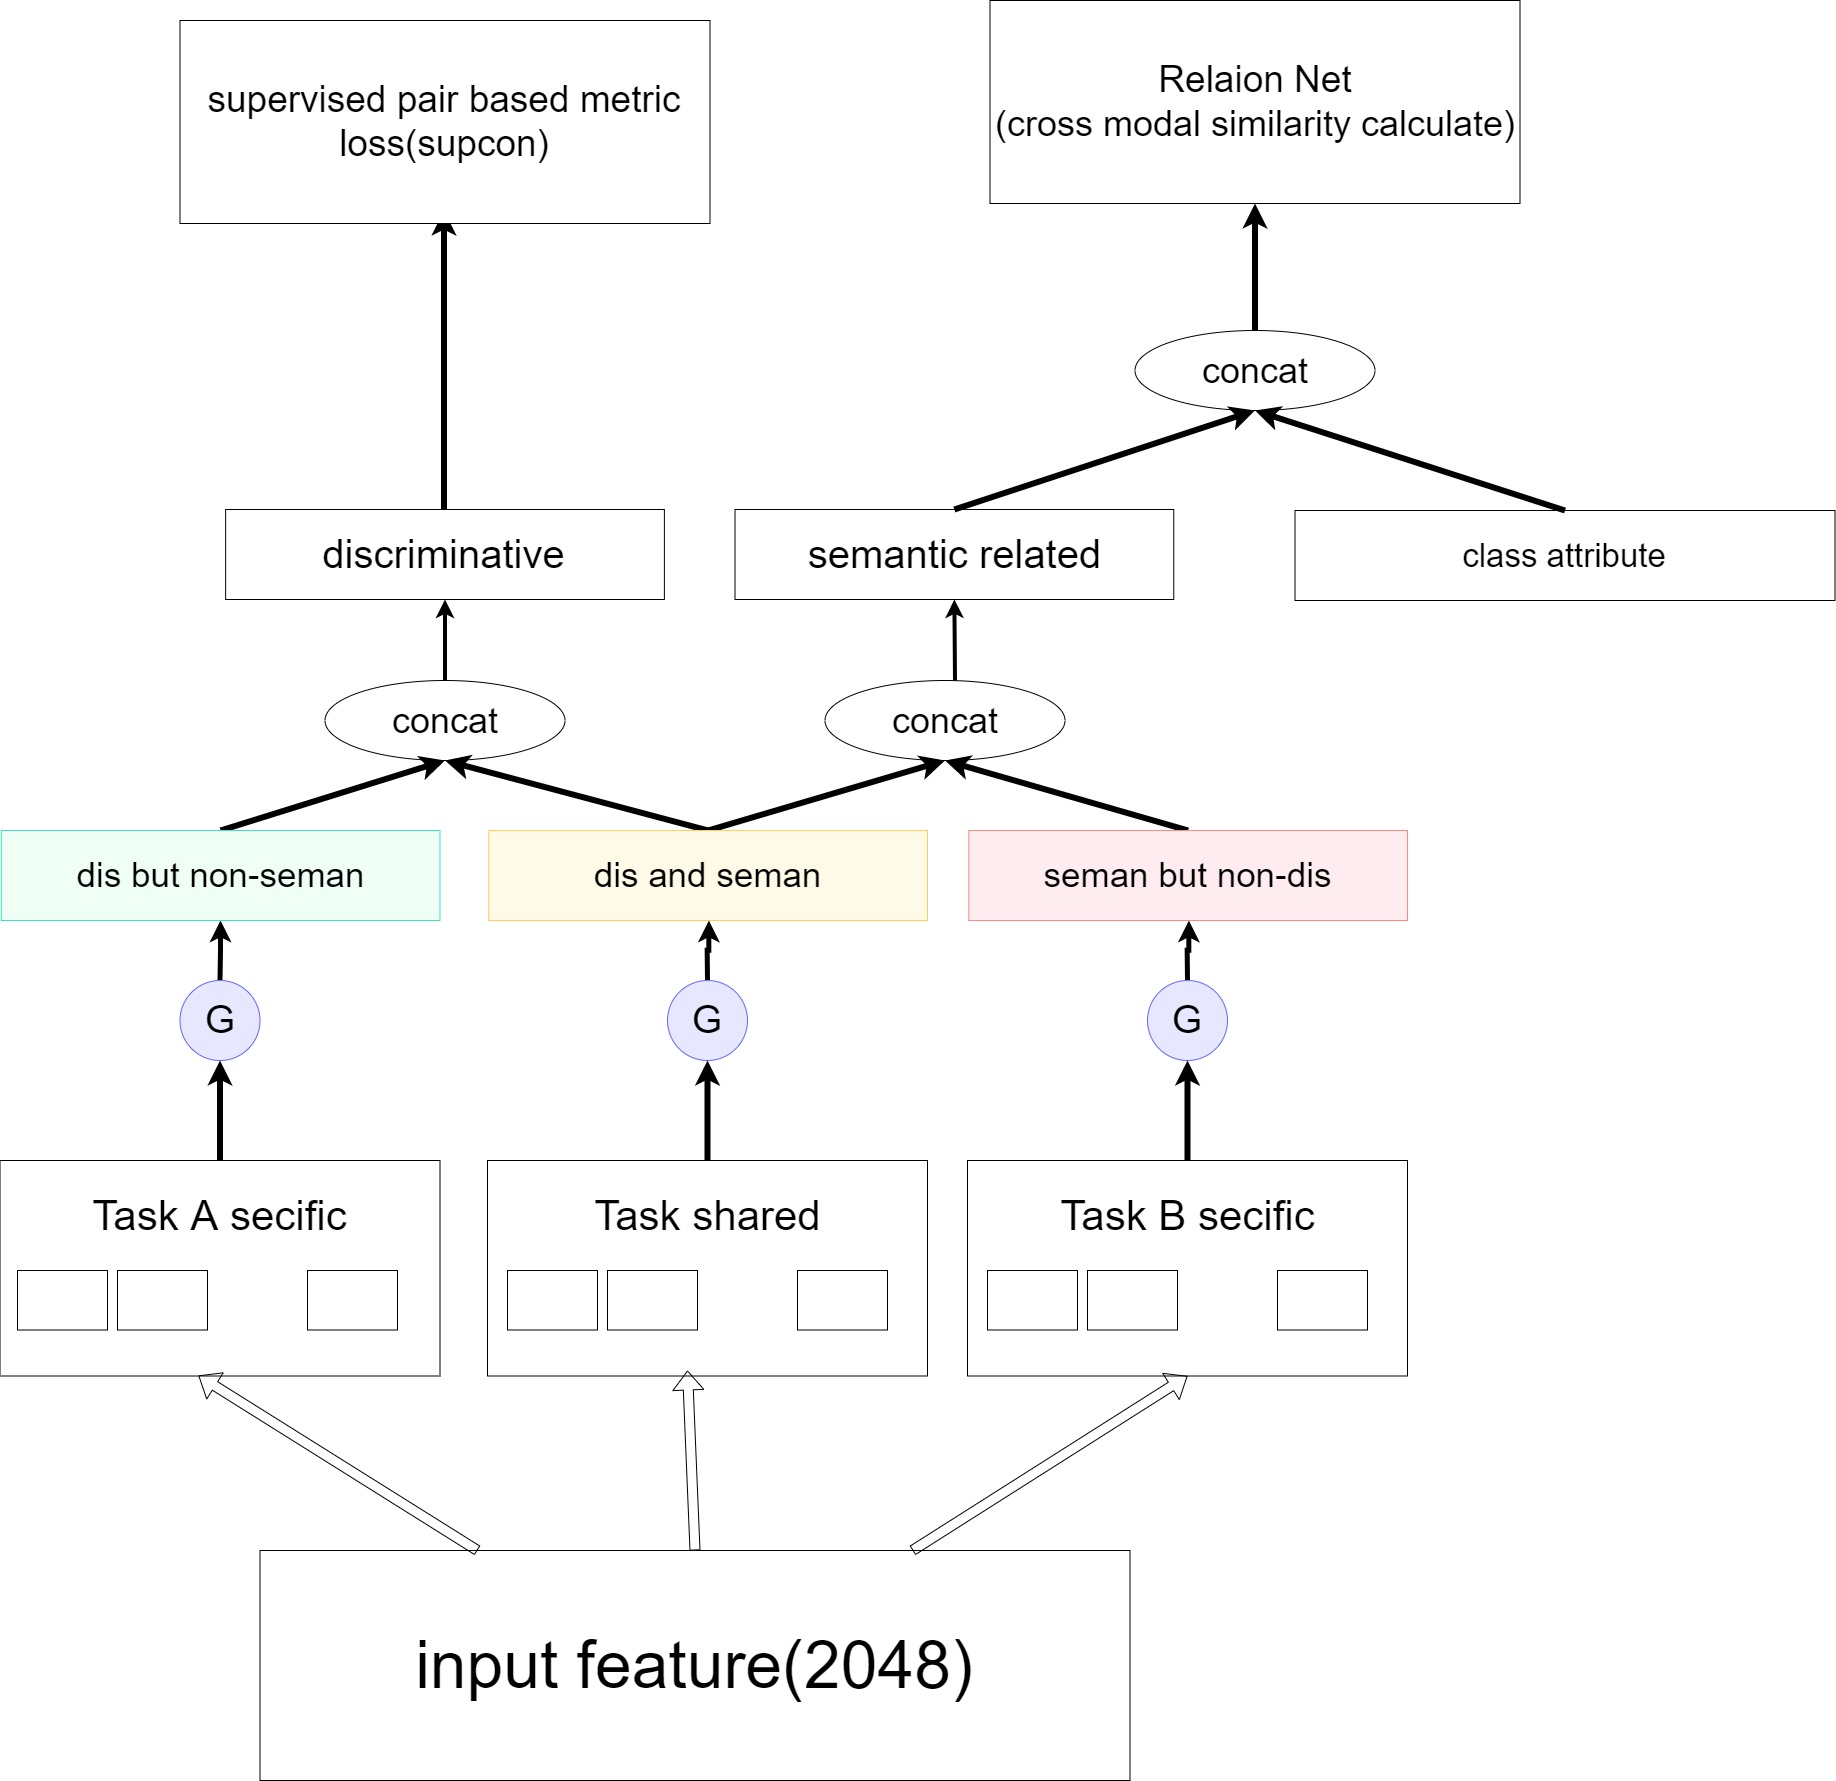 supervised pair based metric
loss(supcon)
Relaion Net
(cross modal similarity calculate)
concat
discriminative
semantic related
class attribute
concat
concat
dis but non-seman
dis and seman
seman but non-dis
G
G
G
Task A secific
Task shared
Task B secific
input feature(2048)